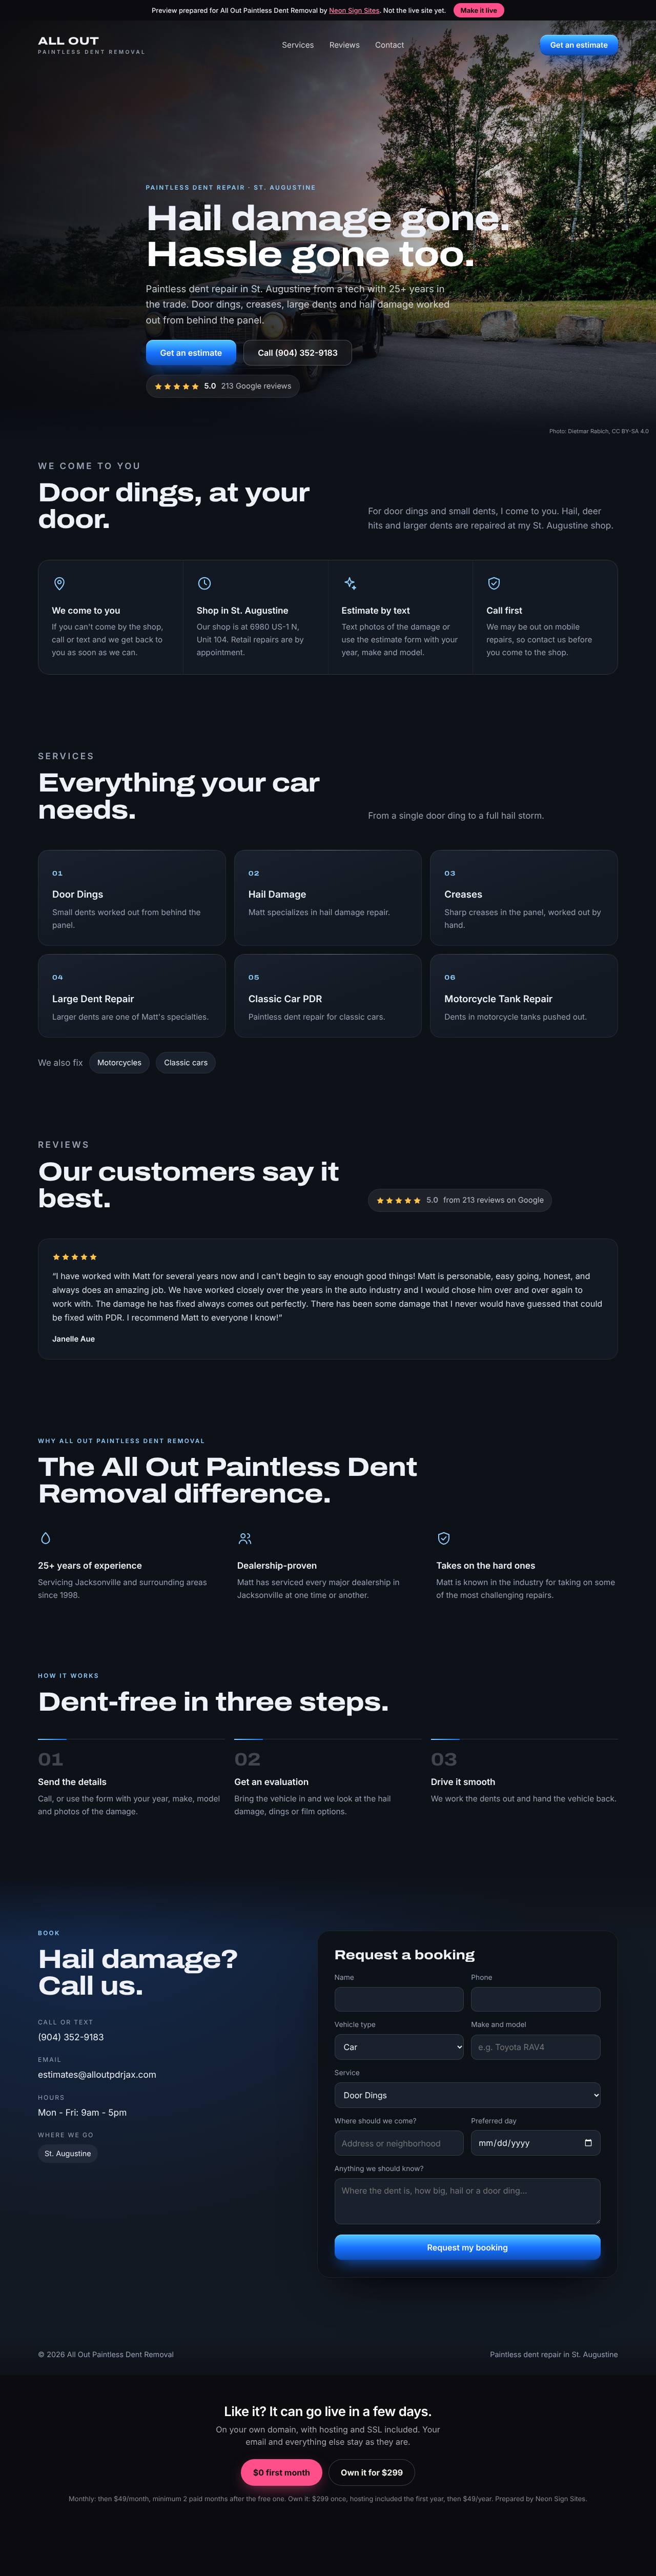 Preview prepared for All Out Paintless Dent Removal by Neon Sign Sites. Not the live site yet. Make it live
ALL OUT
PAINTLESS DENT REMOVAL
Services Reviews Contact
Get an estimate
PAINTLESS DENT REPAIR · ST. AUGUSTINE
Hail damage gone.
Hassle gone too.
Paintless dent repair in St. Augustine from a tech with 25+ years in
the trade. Door dings, creases, large dents and hail damage worked
out from behind the panel.
Get an estimate Call (904) 352-9183
5.0 213 Google reviews
Photo: Dietmar Rabich, CC BY-SA 4.0
WE COME TO YOU
Door dings, at your
door.
For door dings and small dents, I come to you. Hail, deer
hits and larger dents are repaired at my St. Augustine shop.
We come to you
If you can't come by the shop,
call or text and we get back to
you as soon as we can.
Shop in St. Augustine
Our shop is at 6980 US-1 N,
Unit 104. Retail repairs are by
appointment.
Estimate by text
Text photos of the damage or
use the estimate form with your
year, make and model.
Call first
We may be out on mobile
repairs, so contact us before
you come to the shop.
SERVICES
Everything your car
needs.
From a single door ding to a full hail storm.
01
Door Dings
Small dents worked out from behind the
panel.
02
Hail Damage
Matt specializes in hail damage repair.
03
Creases
Sharp creases in the panel, worked out by
hand.
04
Large Dent Repair
Larger dents are one of Matt's specialties.
05
Classic Car PDR
Paintless dent repair for classic cars.
06
Motorcycle Tank Repair
Dents in motorcycle tanks pushed out.
We also fix Motorcycles Classic cars
REVIEWS
Our customers say it
best.
5.0 from 213 reviews on Google
"I have worked with Matt for several years now and I can't begin to say enough good things! Matt is personable, easy going, honest, and
always does an amazing job. We have worked closely over the years in the auto industry and I would chose him over and over again to
work with. The damage he has fixed always comes out perfectly. There has been some damage that I never would have guessed that could
be fixed with PDR. I recommend Matt to everyone I know!"
Janelle Aue
WHY ALL OUT PAINTLESS DENT REMOVAL
The All Out Paintless Dent
Removal difference.
25+ years of experience
Servicing Jacksonville and surrounding areas
since 1998.
Dealership-proven
Matt has serviced every major dealership in
Jacksonville at one time or another.
Takes on the hard ones
Matt is known in the industry for taking on some
of the most challenging repairs.
HOW IT WORKS
Dent-free in three steps.
01
Send the details
Call, or use the form with your year, make, model
and photos of the damage.
02
Get an evaluation
Bring the vehicle in and we look at the hail
damage, dings or film options.
03
Drive it smooth
We work the dents out and hand the vehicle back.
BOOK
Hail damage?
Call us.
CALL OR TEXT
(904) 352-9183
EMAIL
estimates@alloutpdrjax.com
HOURS
Mon - Fri: 9am - 5pm
WHERE WE GO
St. Augustine
Request a booking
Name Phone
Vehicle type Make and model
Car e.g. Toyota RAV4
Service
Door Dings
Where should we come? Preferred day
Address or neighborhood mm/dd/yyyy
Anything we should know?
Where the dent is, how big, hail or a door ding...
Request my booking
© 2026 All Out Paintless Dent Removal
Paintless dent repair in St. Augustine
Like it? It can go live in a few days.
On your own domain, with hosting and SSL included. Your
email and everything else stay as they are.
$0 first month Own it for $299
Monthly: then $49/month, minimum 2 paid months after the free one. Own it: $299 once, hosting included the first year, then $49/year. Prepared by Neon Sign Sites.